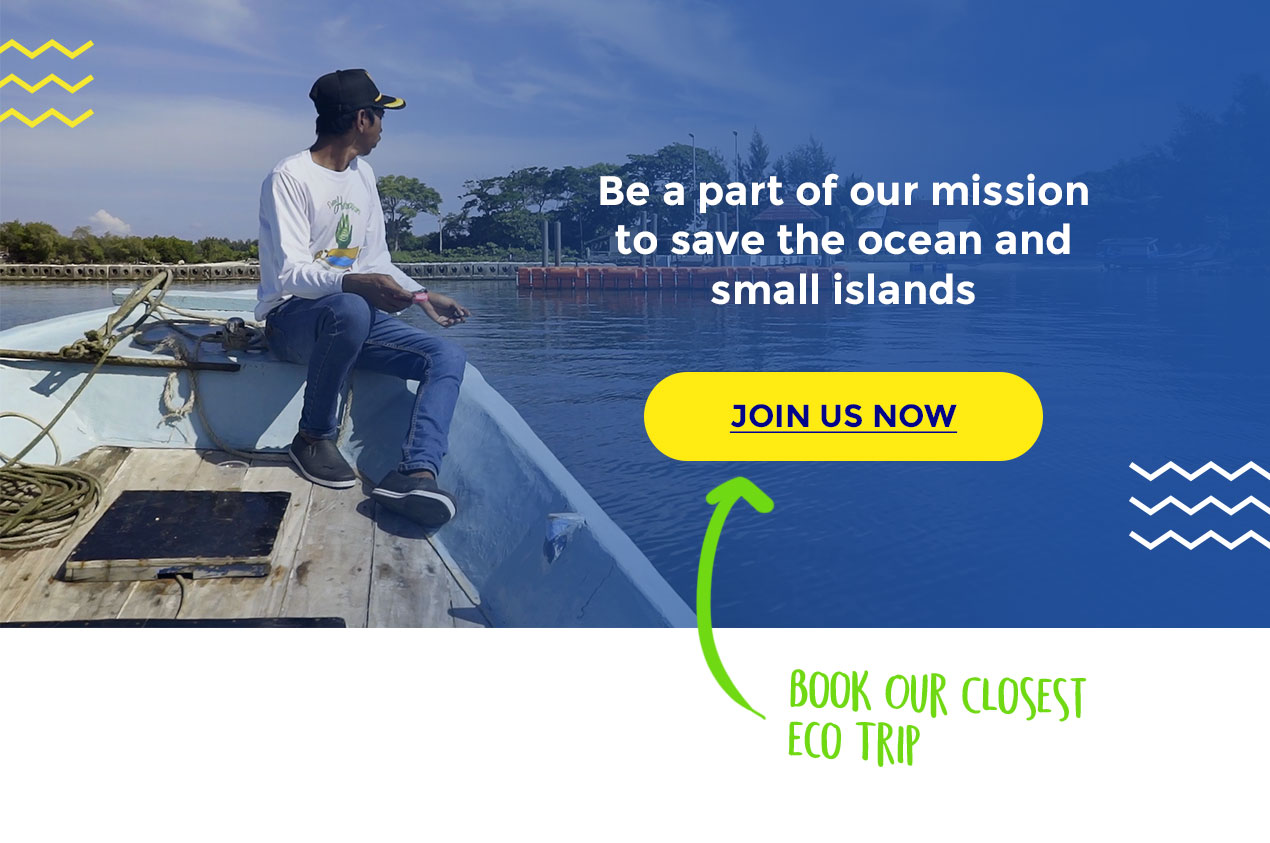 Be a part of our mission
to save the ocean and
small islands
JOIN US NOW
BOOK OUR CLOSEST
ECO TRIP